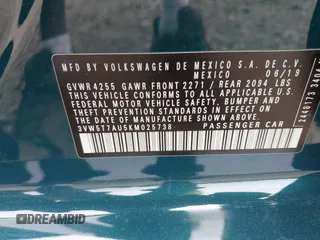 MFD BY VOLKSWAGEN DE MEXICO S.A. DE C.V.
MEXICO 06/19
GVWR 4255 GAWR FRONT 2271 / REAR 2094 LBS
THIS VEHICLE CONFORMS TO ALL APPLICABLE
FEDERAL MOTOR VEHICLE SAFETY, BUMPER,
AND THEFT PREVENTION STANDARDS IN EFFECT ON
THE DATE OF MANUFACTURE SHOWN ABOVE
3VW5T7AU5KM025738 PASSENGER CAR
DREAMBID